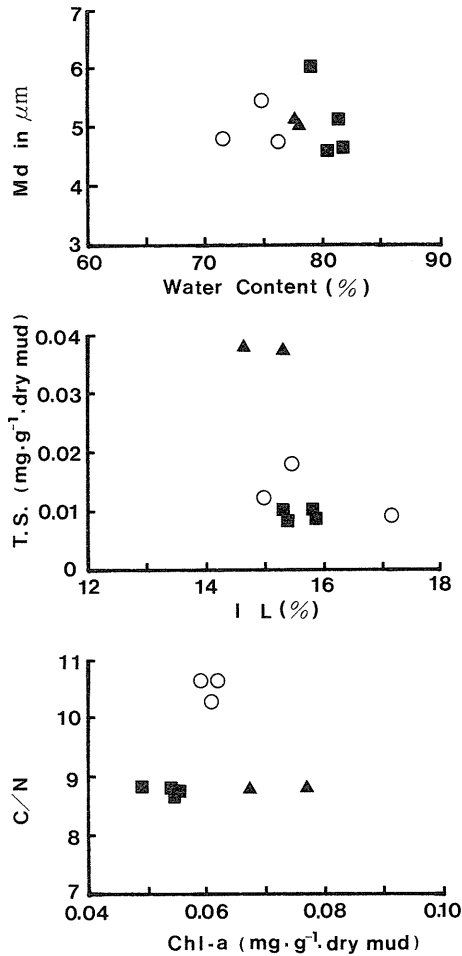 Md in μm
7
6
5
4
3
60 70 80 90
Water Content (%)
T.S. (mg·g⁻¹·dry mud)
0.04
0.03
0.02
0.01
0
12 14 16 18
I L (%)
C/N
11
10
9
8
7
0.04 0.06 0.08 0.10
Chl-a (mg·g⁻¹·dry mud)